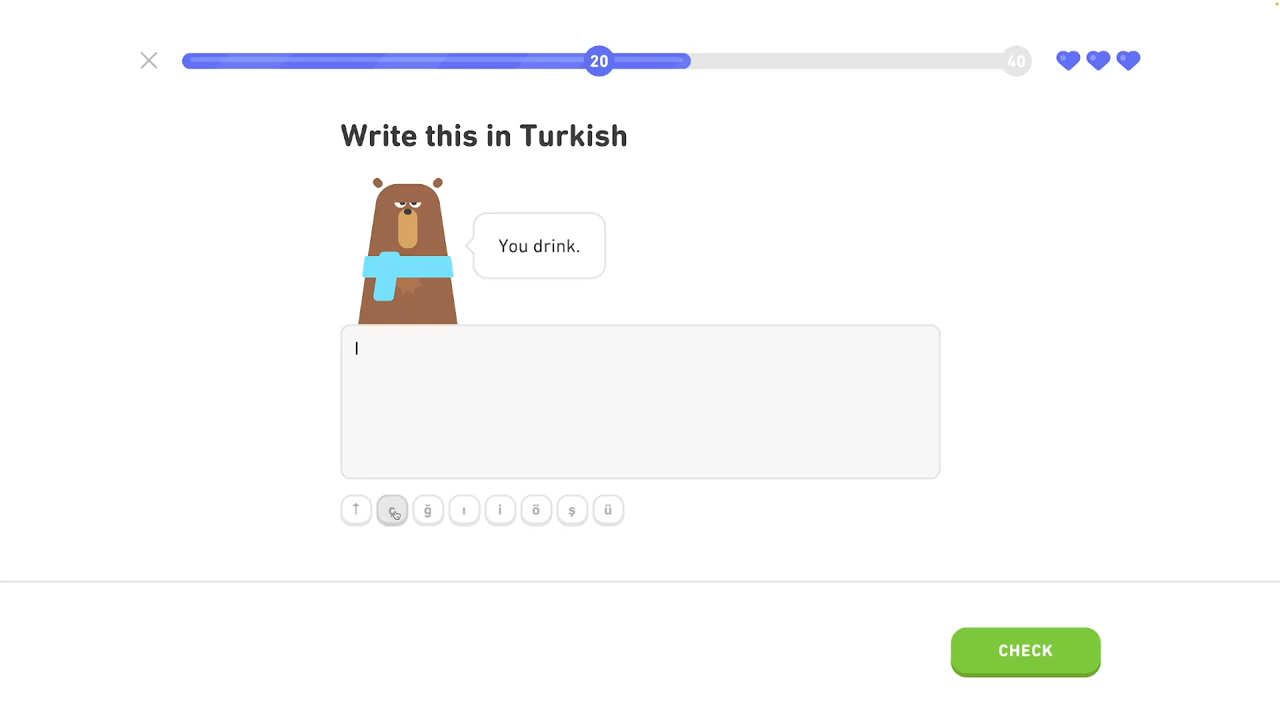 20
40
Write this in Turkish
You drink.
↑ ç ğ ı i ö ş ü
CHECK